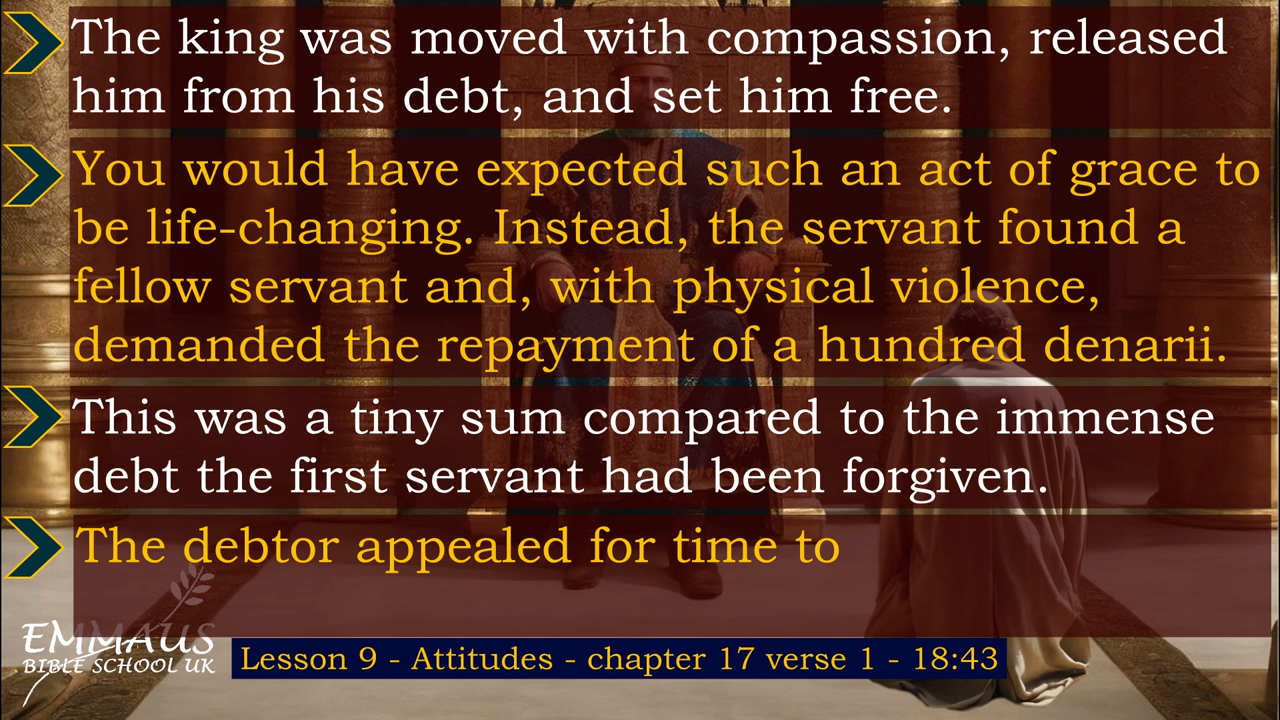 The king was moved with compassion, released
him from his debt, and set him free.
You would have expected such an act of grace to
be life-changing. Instead, the servant found a
fellow servant and, with physical violence,
demanded the repayment of a hundred denarii.
This was a tiny sum compared to the immense
debt the first servant had been forgiven.
The debtor appealed for time to
EMMAUS
BIBLE SCHOOL UK
Lesson 9 - Attitudes - chapter 17 verse 1 - 18:43